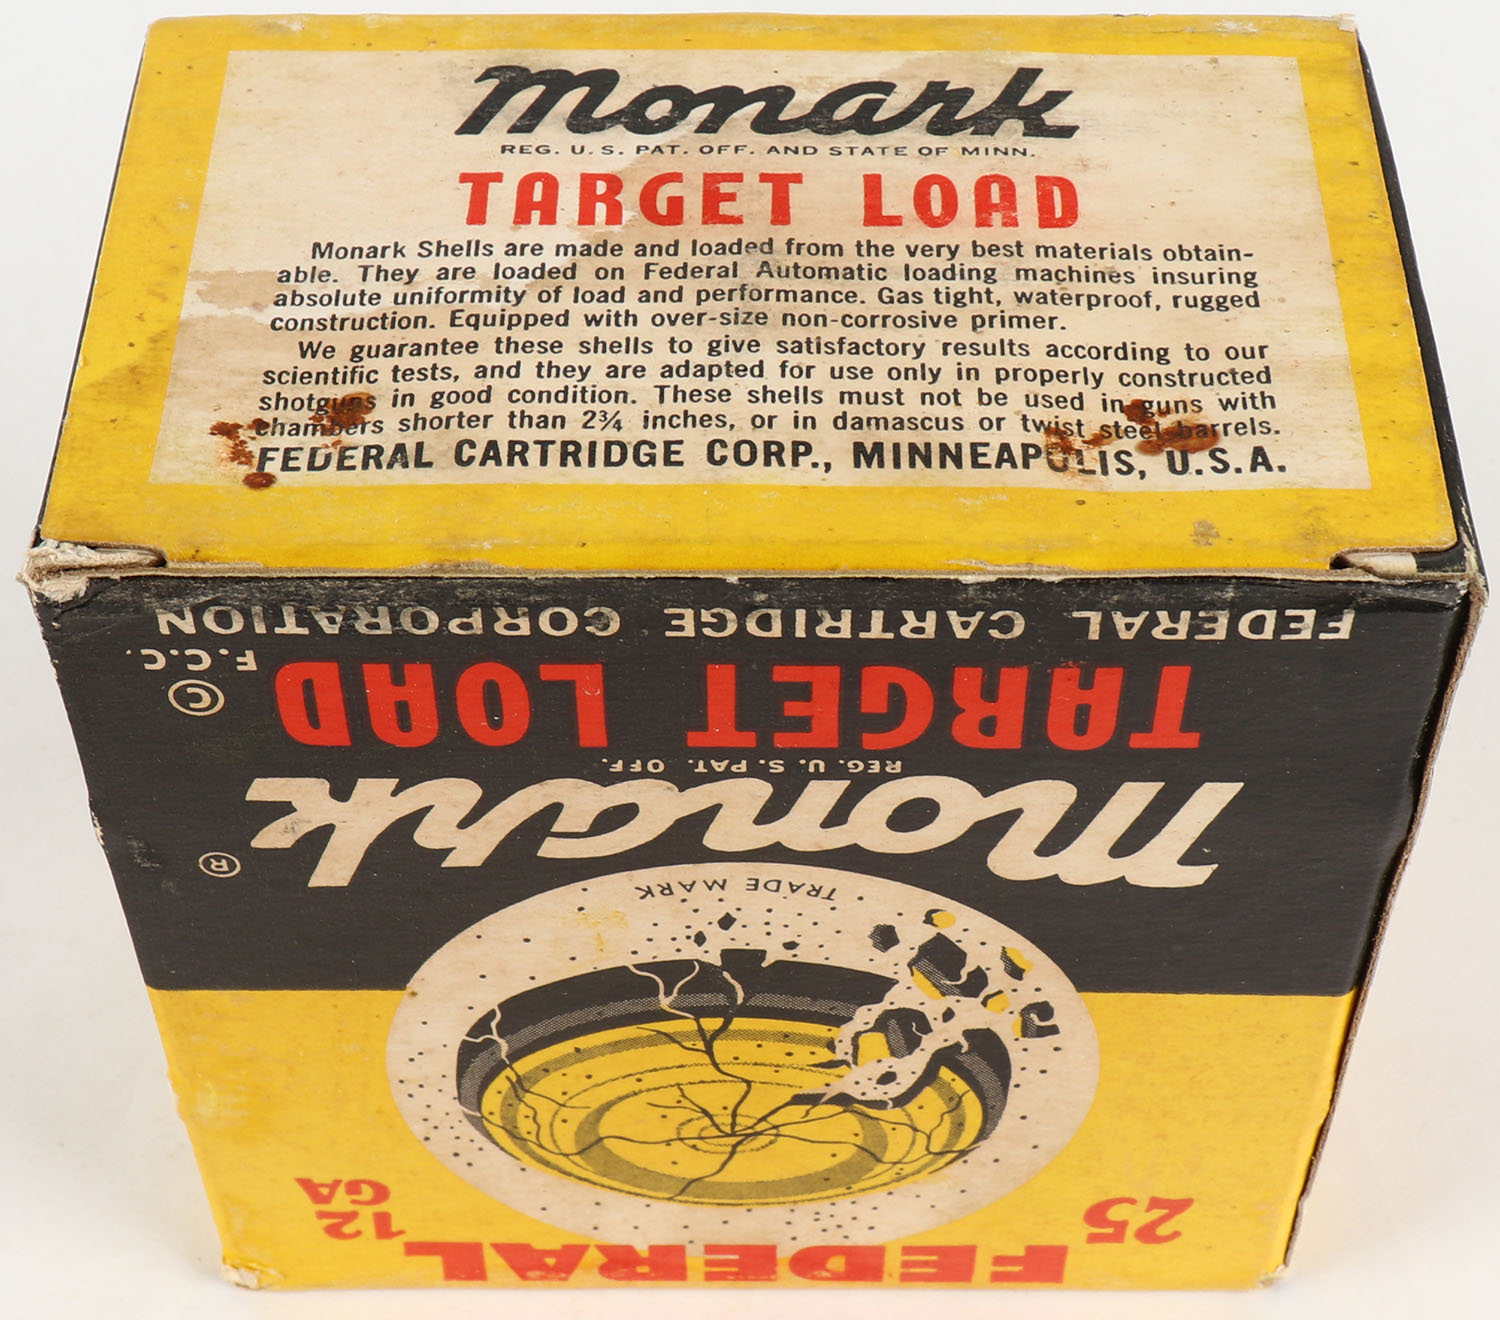 Monark
REG. U. S. PAT. OFF. AND STATE OF MINN.
TARGET LOAD
Monark Shells are made and loaded from the very best materials obtain-
able. They are loaded on Federal Automatic loading machines insuring
absolute uniformity of load and performance. Gas tight, waterproof, rugged
construction. Equipped with over-size non-corrosive primer.
We guarantee these shells to give satisfactory results according to our
scientific tests, and they are adapted for use only in properly constructed
shotguns in good condition. These shells must not be used in guns with
chambers shorter than 2¾ inches, or in damascus or twist steel barrels.
FEDERAL CARTRIDGE CORP., MINNEAPOLIS, U.S.A.
FEDERAL
25
12
GA
TRADE MARK
Monark
®
REG. U. S. PAT. OFF.
TARGET LOAD
©
F.C.C.
FEDERAL CARTRIDGE CORPORATION